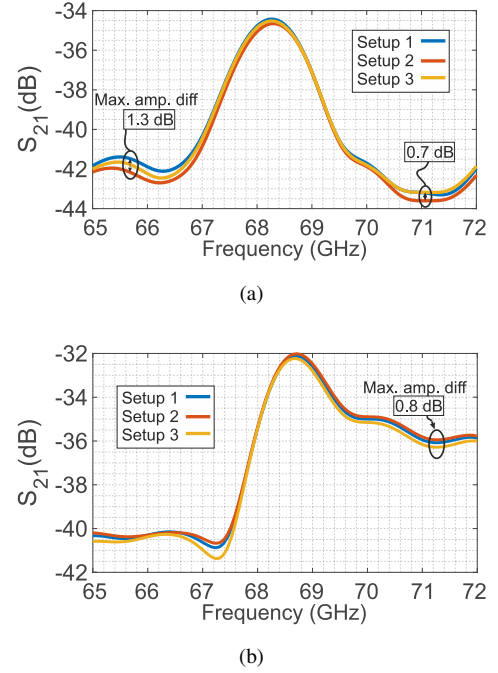 -34
-36
-38
-40
-42
-44
S21(dB)
Setup 1
Setup 2
Setup 3
Max. amp. diff
1.3 dB
0.7 dB
65 66 67 68 69 70 71 72
Frequency (GHz)
(a)
-32
-34
-36
-38
-40
-42
S21(dB)
Setup 1
Setup 2
Setup 3
Max. amp. diff
0.8 dB
65 66 67 68 69 70 71 72
Frequency (GHz)
(b)